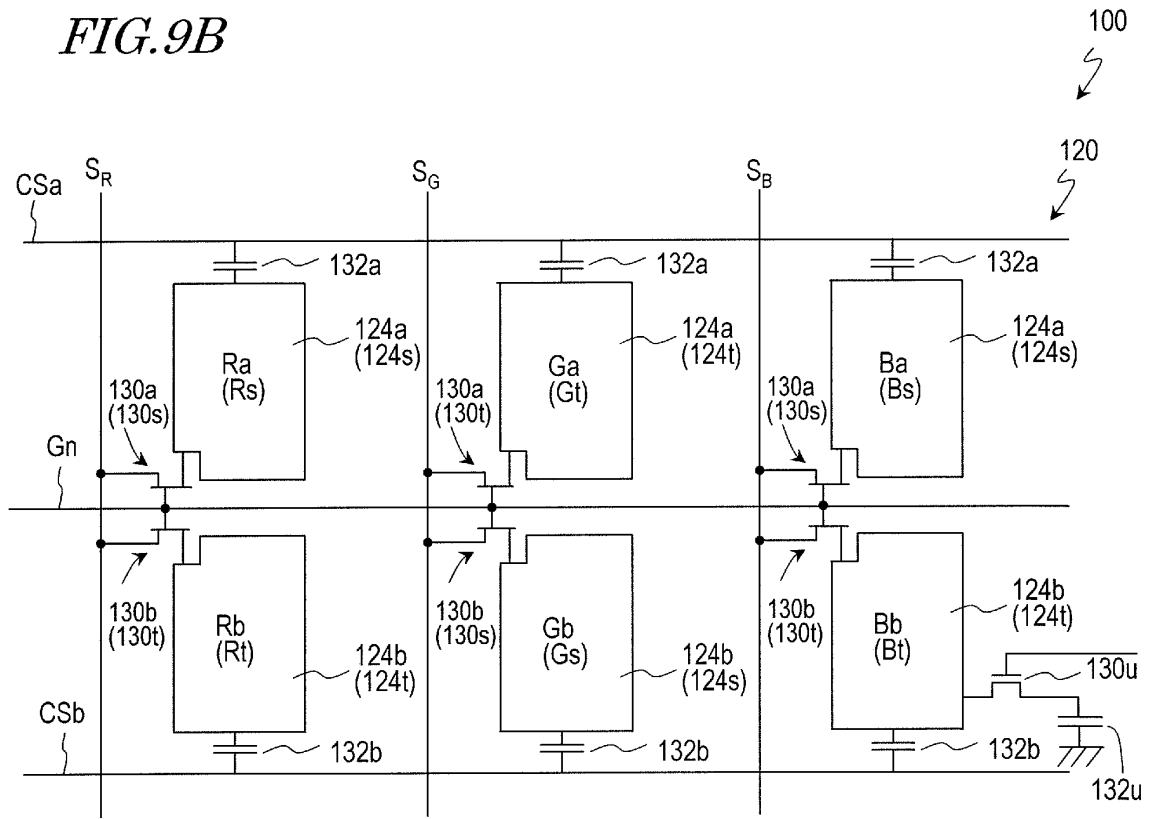 FIG.9B
100
120
S_R
S_G
S_B
CSa
132a
132a
132a
124a
(124s)
124a
(124t)
124a
(124s)
Ra
(Rs)
Ga
(Gt)
Ba
(Bs)
130a
(130s)
130a
(130t)
130a
(130s)
Gn
130b
(130t)
130b
(130s)
130b
(130t)
Rb
(Rt)
Gb
(Gs)
Bb
(Bt)
124b
(124t)
124b
(124s)
124b
(124t)
130u
CSb
132b
132b
132b
132u